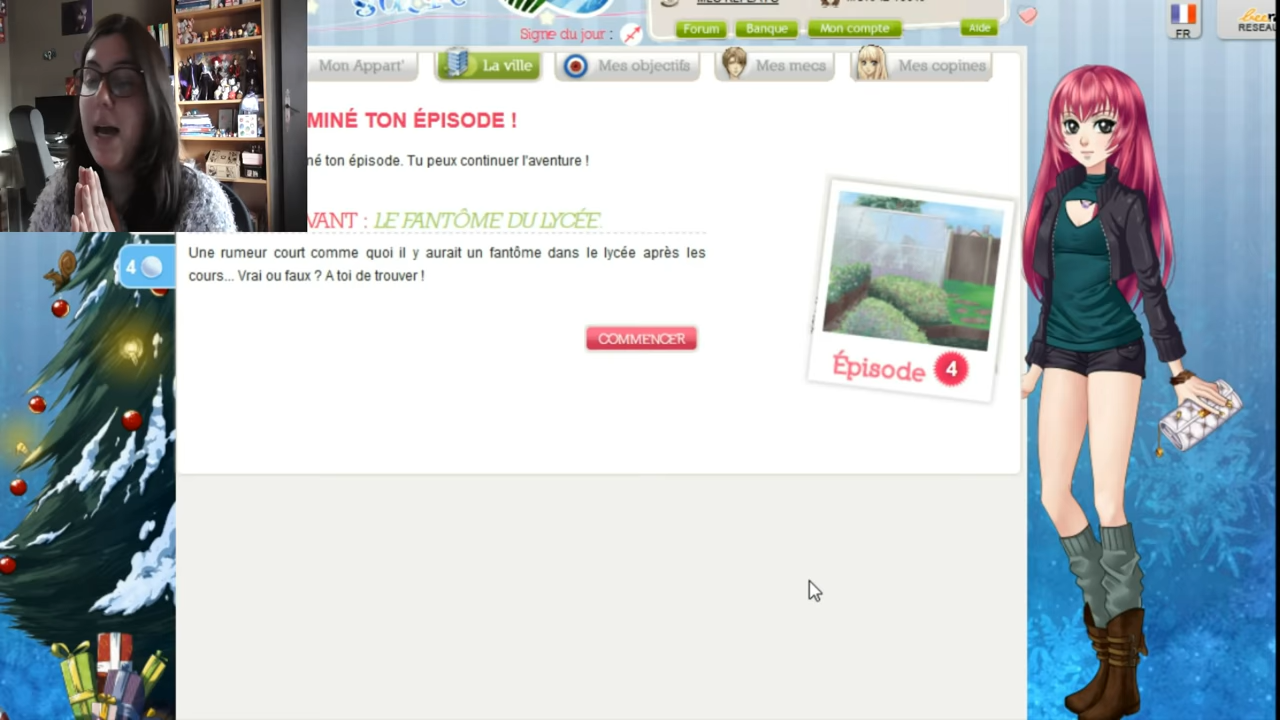 Signe du jour :
Forum
Banque
Mon compte
Aide
FR
RESEAU
Mon Appart'
La ville
Mes objectifs
Mes mecs
Mes copines
MINÉ TON ÉPISODE !
né ton épisode. Tu peux continuer l'aventure !
VANT : LE FANTÔME DU LYCÉE.
Une rumeur court comme quoi il y aurait un fantôme dans le lycée après les
cours... Vrai ou faux ? A toi de trouver !
4
COMMENCER
Épisode 4